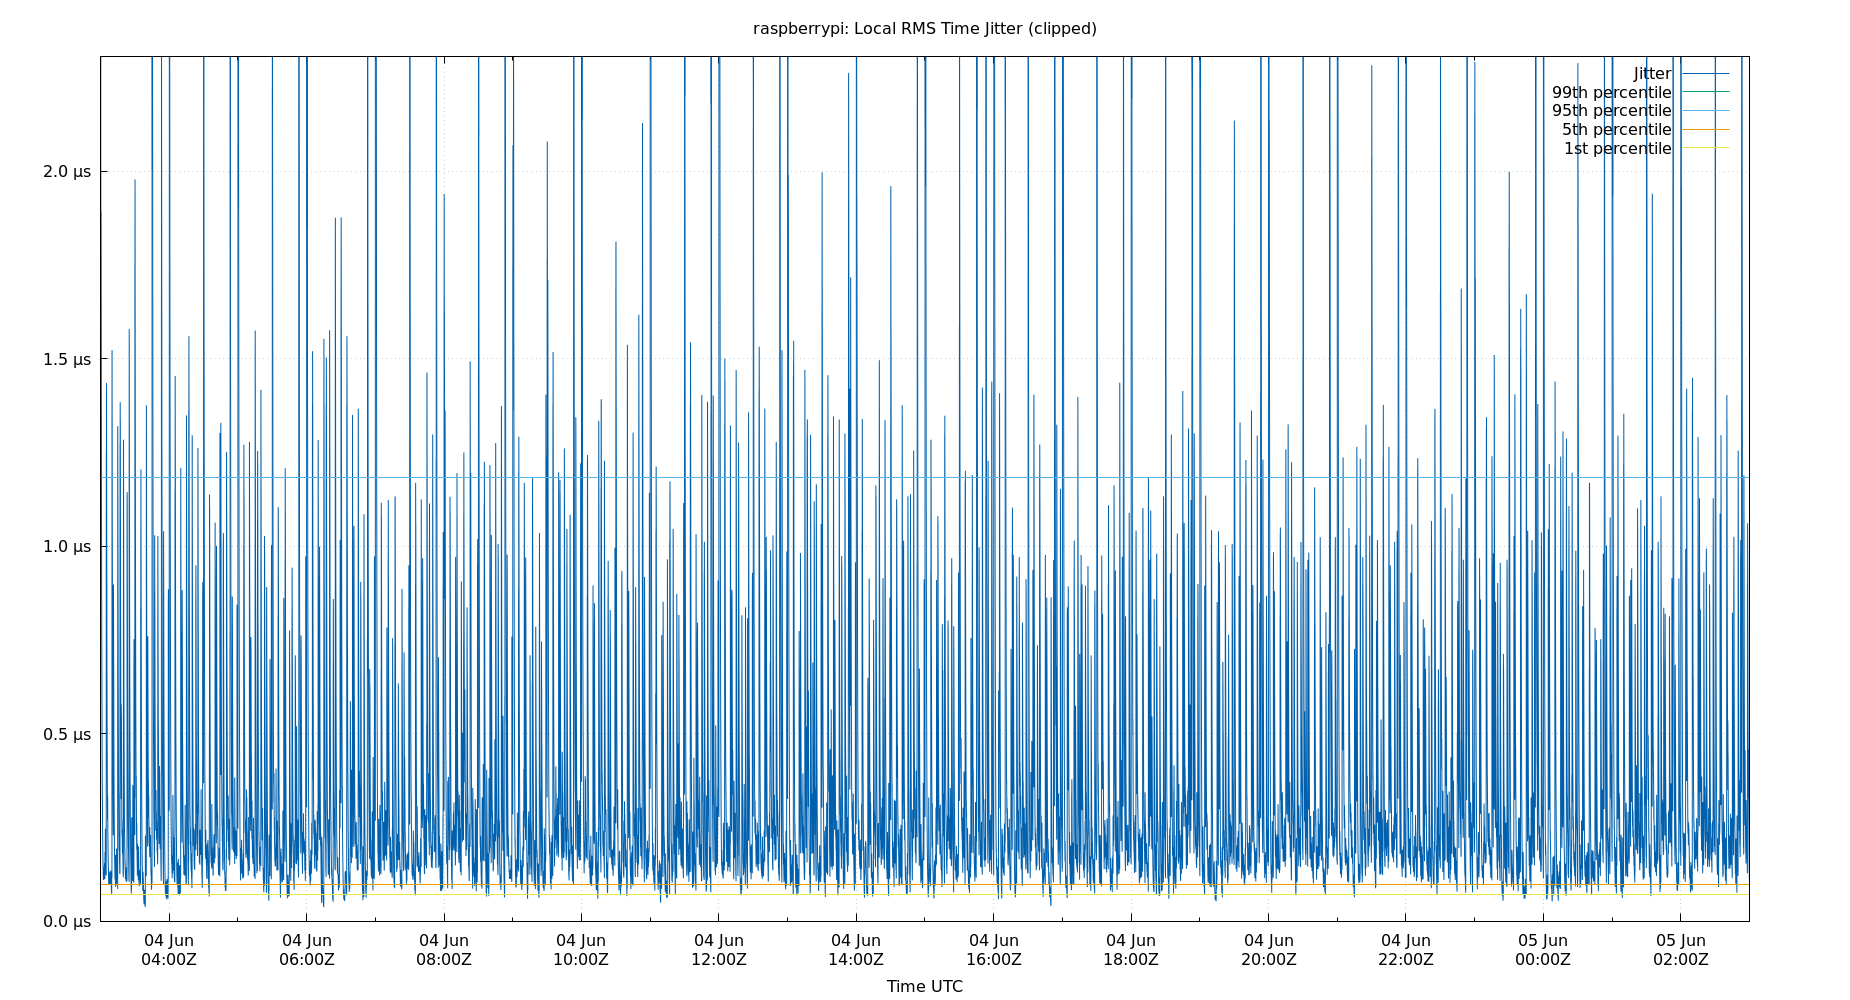 raspberrypi: Local RMS Time Jitter (clipped)
Jitter
99th percentile
95th percentile
5th percentile
1st percentile
2.0 µs
1.5 µs
1.0 µs
0.5 µs
0.0 µs
04 Jun 04 Jun 04 Jun 04 Jun 04 Jun 04 Jun 04 Jun 04 Jun 04 Jun 04 Jun 05 Jun 05 Jun
04:00Z 06:00Z 08:00Z 10:00Z 12:00Z 14:00Z 16:00Z 18:00Z 20:00Z 22:00Z 00:00Z 02:00Z
Time UTC